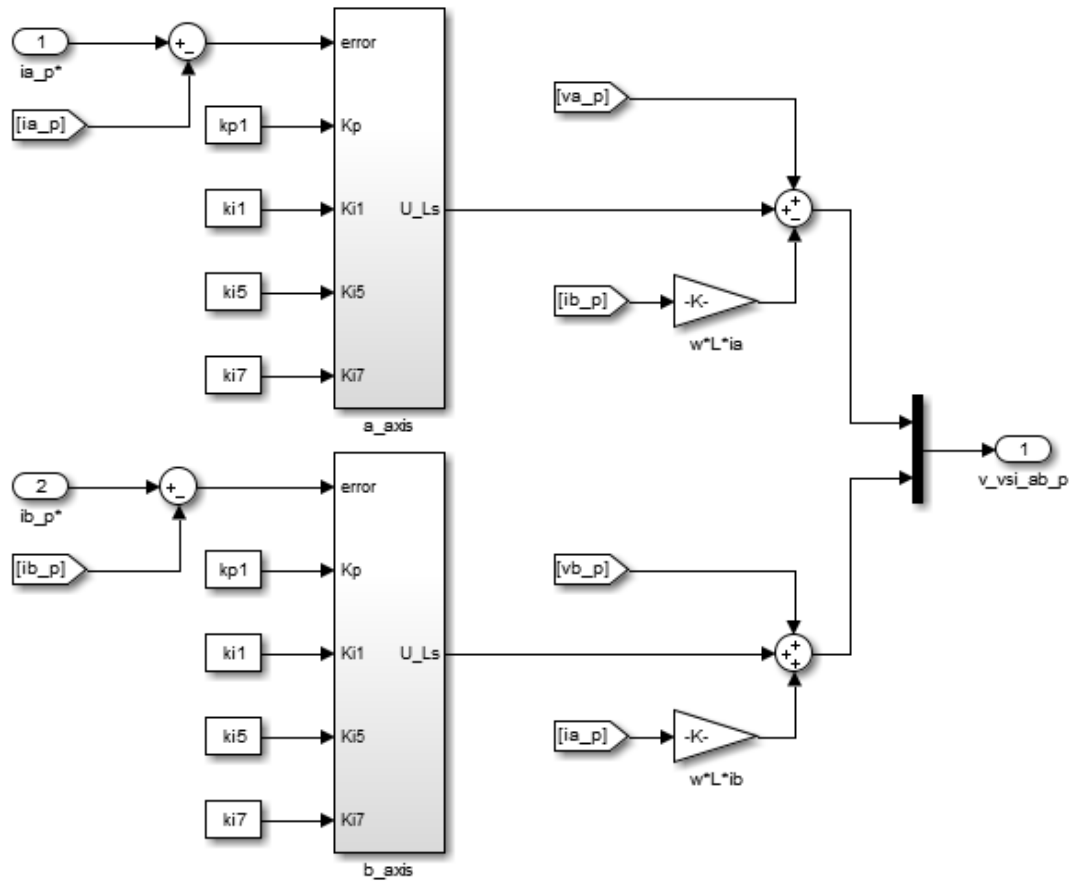 1
+
−
ia_p*
[ia_p]
kp1
ki1
ki5
ki7
error
Kp
Ki1
Ki5
Ki7
U_Ls
a_axis
[va_p]
+
+
−
[ib_p]
-K-
w*L*ia
2
+
−
ib_p*
[ib_p]
kp1
ki1
ki5
ki7
error
Kp
Ki1
Ki5
Ki7
U_Ls
b_axis
[vb_p]
+
+
+
[ia_p]
-K-
w*L*ib
1
v_vsi_ab_p